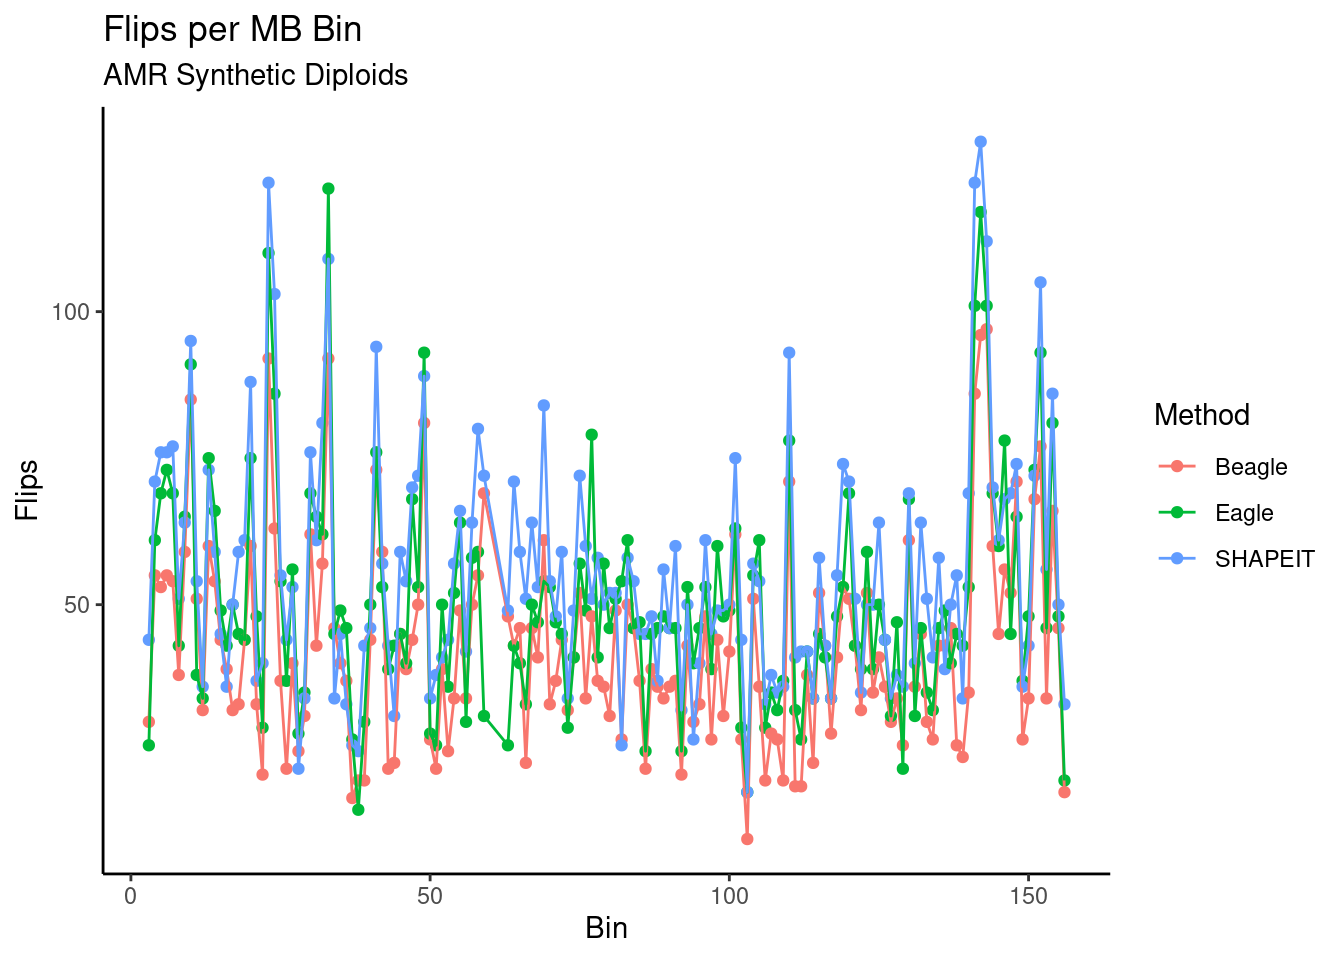 Flips per MB Bin
AMR Synthetic Diploids
Flips
100
50
0
50
100
150
Bin
Method
Beagle
Eagle
SHAPEIT